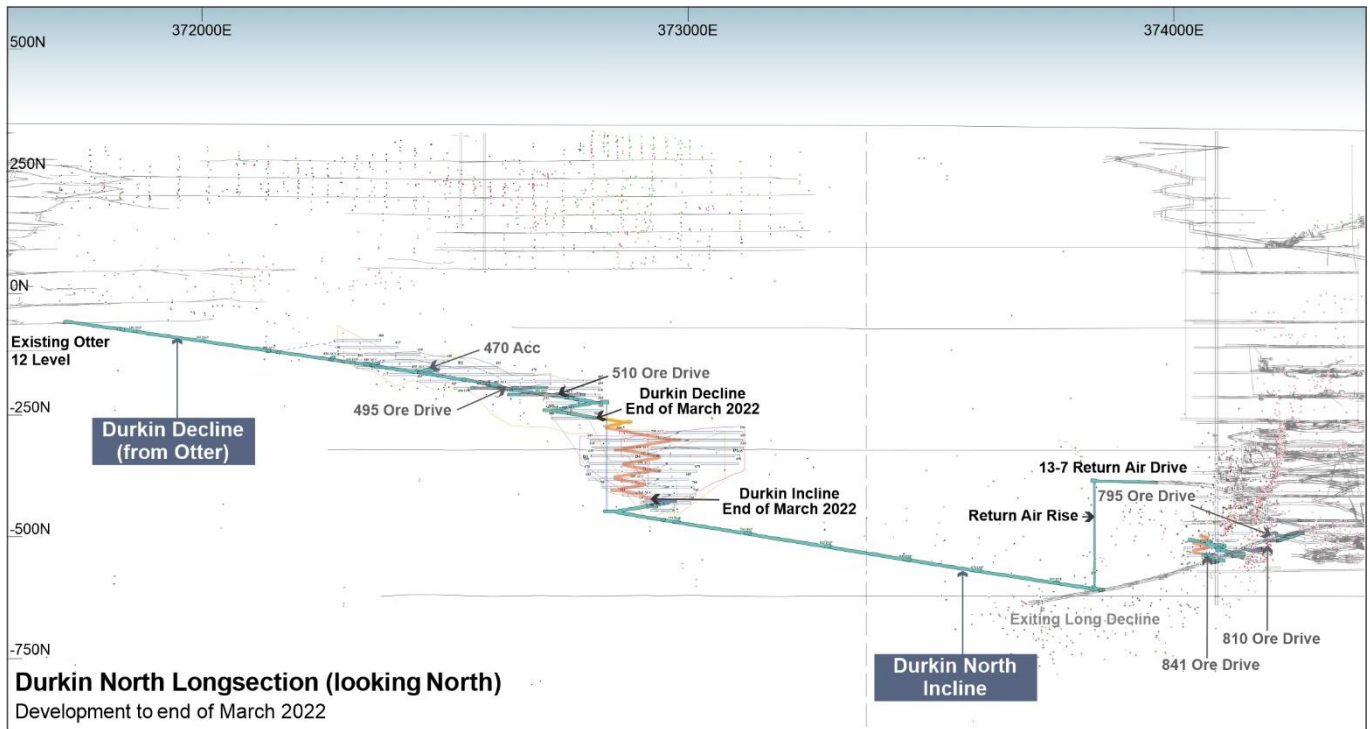 372000E
373000E
374000E
500N
250N
0N
Existing Otter
12 Level
470 Acc
510 Ore Drive
495 Ore Drive
Durkin Decline
End of March 2022
-250N
Durkin Decline
(from Otter)
13-7 Return Air Drive
795 Ore Drive
Durkin Incline
End of March 2022
Return Air Rise
-500N
Exiting Long Decline
810 Ore Drive
841 Ore Drive
-750N
Durkin North
Incline
Durkin North Longsection (looking North)
Development to end of March 2022